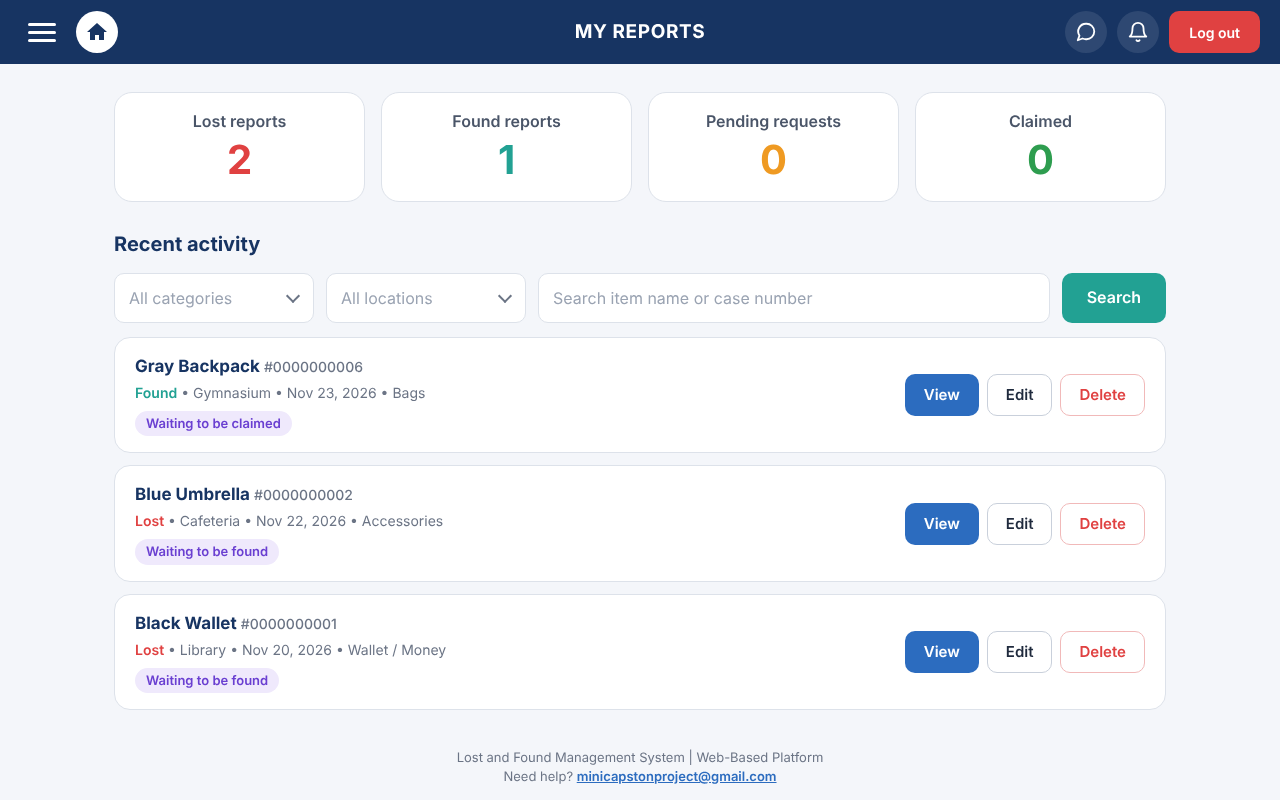 MY REPORTS
Log out
Lost reports
2
Found reports
1
Pending requests
0
Claimed
0
Recent activity
All categories
All locations
Search item name or case number
Search
Gray Backpack #0000000006
Found • Gymnasium • Nov 23, 2026 • Bags
Waiting to be claimed
View
Edit
Delete
Blue Umbrella #0000000002
Lost • Cafeteria • Nov 22, 2026 • Accessories
Waiting to be found
View
Edit
Delete
Black Wallet #0000000001
Lost • Library • Nov 20, 2026 • Wallet / Money
Waiting to be found
View
Edit
Delete
Lost and Found Management System | Web-Based Platform
Need help? minicapstonproject@gmail.com